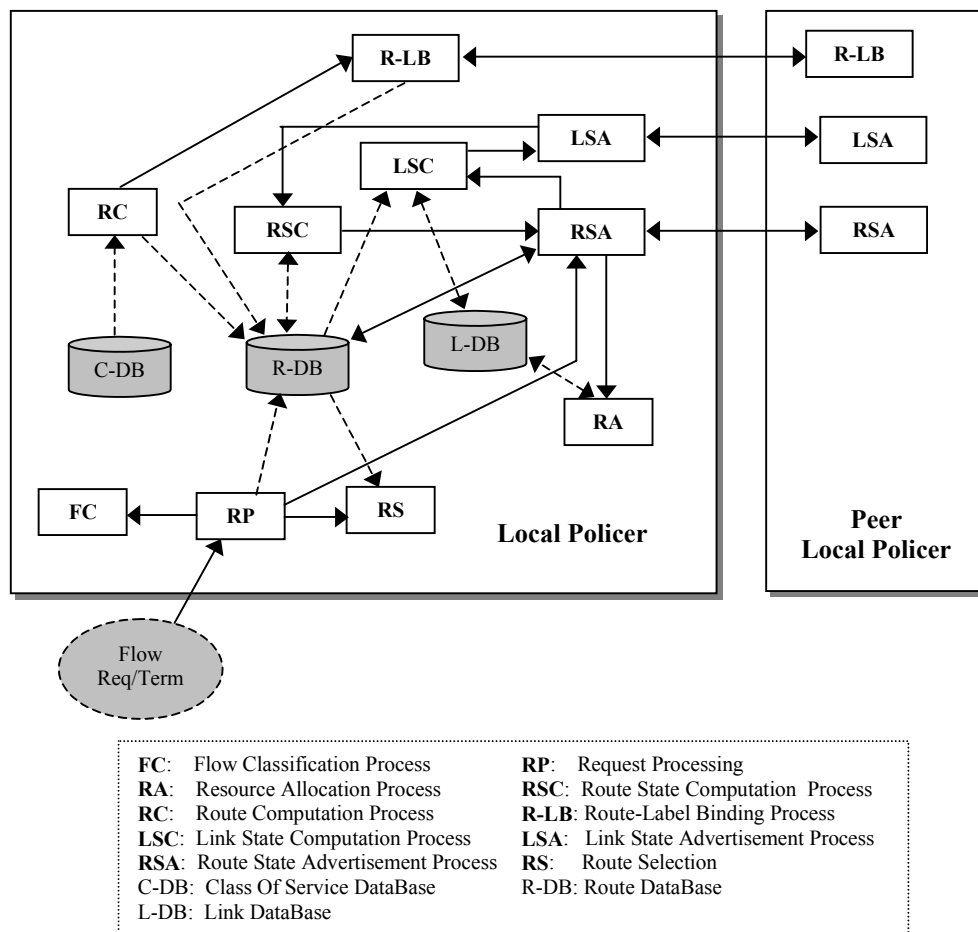 R-LB
R-LB
LSA
LSA
LSC
RC
RSC
RSA
RSA
C-DB
R-DB
L-DB
RA
FC
RP
RS
Local Policer
Peer
Local Policer
Flow
Req/Term
FC: Flow Classification Process
RA: Resource Allocation Process
RC: Route Computation Process
LSC: Link State Computation Process
RSA: Route State Advertisement Process
C-DB: Class Of Service DataBase
L-DB: Link DataBase
RP: Request Processing
RSC: Route State Computation Process
R-LB: Route-Label Binding Process
LSA: Link State Advertisement Process
RS: Route Selection
R-DB: Route DataBase